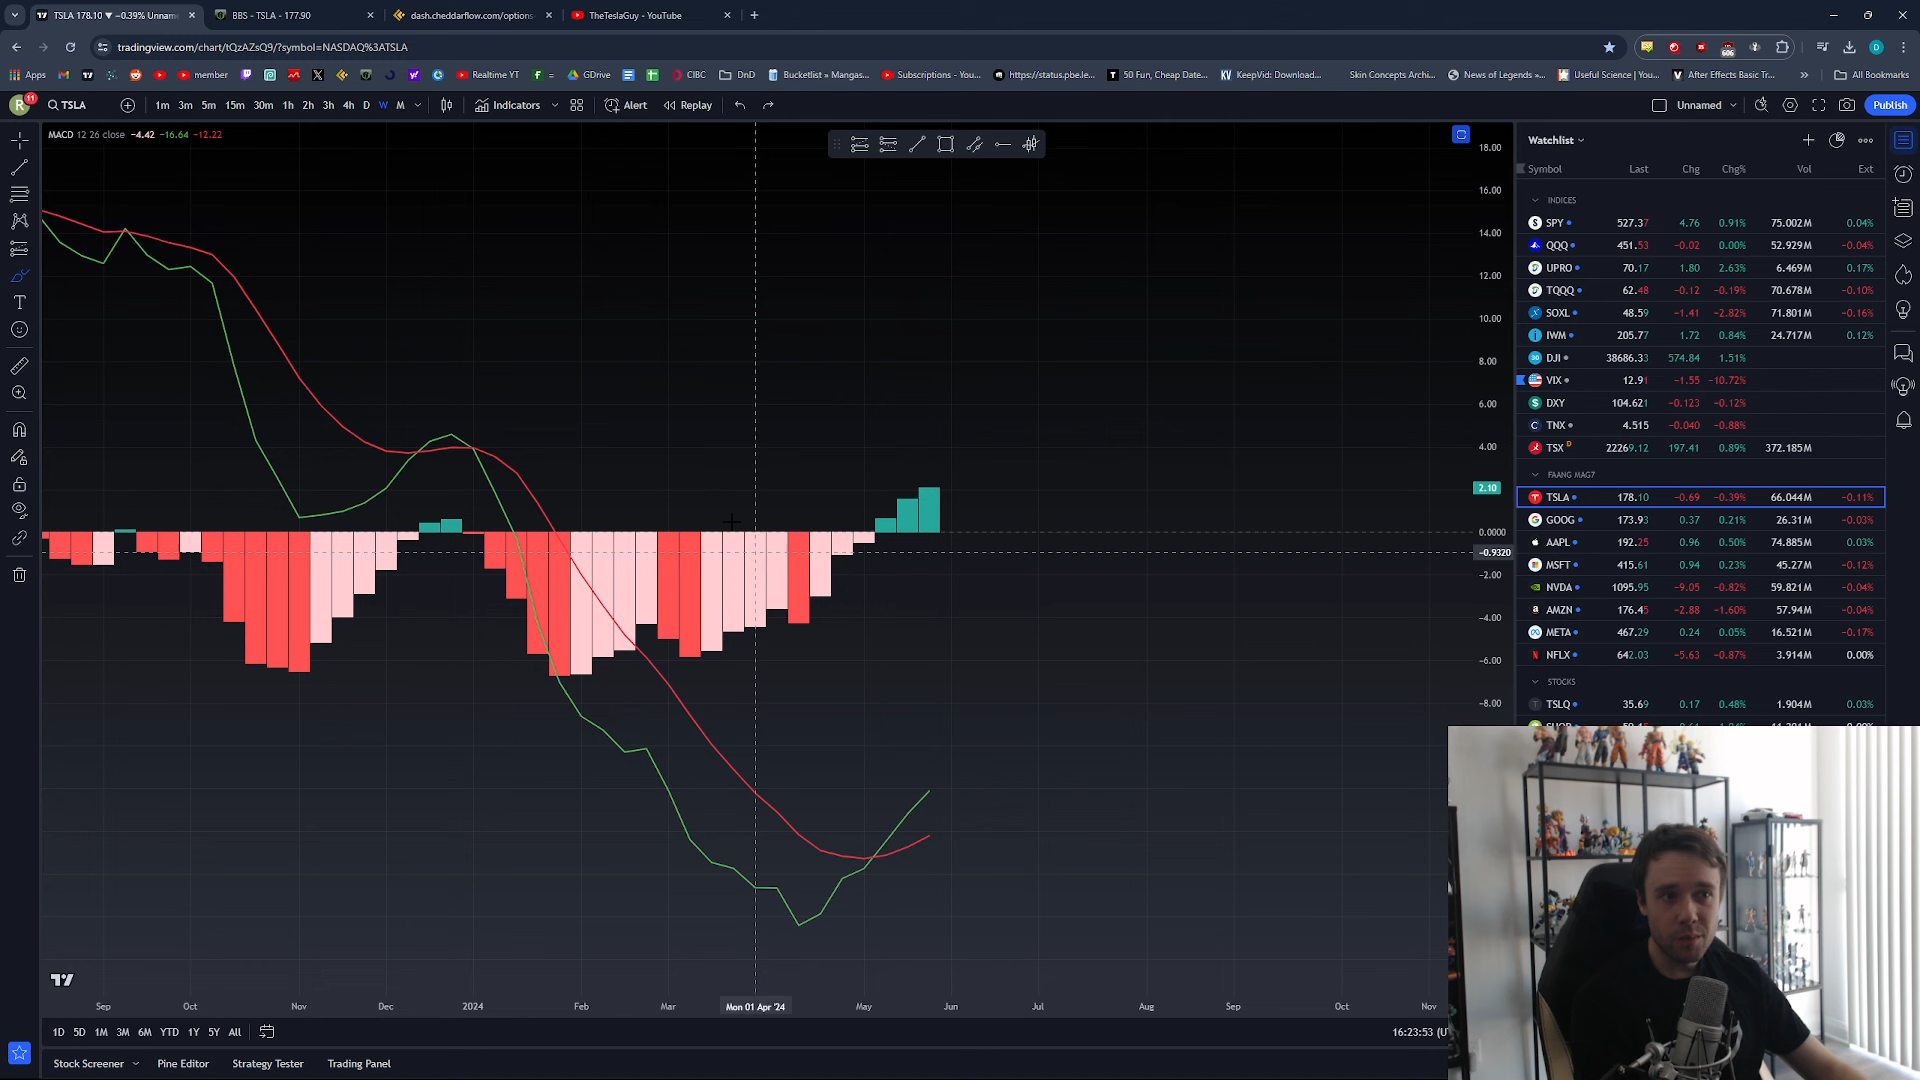 TSLA 178.10 ▼ −0.39% Unnam
BBS - TSLA - 177.90
dash.cheddarflow.com/options
TheTeslaGuy - YouTube
tradingview.com/chart/tQzAZsQ9/?symbol=NASDAQ%3ATSLA
606
D
Apps
member
Realtime YT
GDrive
CIBC
DnD
Bucketlist » Mangas...
Subscriptions - You...
https://status.pbe.le...
50 Fun, Cheap Date...
KeepVid: Download...
Skin Concepts Archi...
News of Legends »...
Useful Science | You...
After Effects Basic Tr...
All Bookmarks
R
11
TSLA
1m 3m 5m 15m 30m 1h 2h 3h 4h D W M
Indicators
Alert
Replay
Unnamed
Publish
MACD 12 26 close −4.42 −16.64 −12.22
18.00
16.00
14.00
12.00
10.00
8.00
6.00
4.00
2.10
0.0000
−0.9320
−2.00
−4.00
−6.00
−8.00
Watchlist
Symbol Last Chg Chg% Vol Ext
INDICES
SPY 527.37 4.76 0.91% 75.002M 0.04%
QQQ 451.53 −0.02 0.00% 52.929M −0.04%
UPRO 70.17 1.80 2.63% 6.469M 0.17%
TQQQ 62.48 −0.12 −0.19% 70.678M −0.10%
SOXL 48.59 −1.41 −2.82% 71.801M −0.16%
IWM 205.77 1.72 0.84% 24.717M 0.12%
DJI 38686.33 574.84 1.51%
VIX 12.91 −1.55 −10.72%
DXY 104.621 −0.123 −0.12%
TNX 4.515 −0.040 −0.88%
TSX D 22269.12 197.41 0.89% 372.185M
FAANG MAG7
TSLA 178.10 −0.69 −0.39% 66.044M −0.11%
GOOG 173.93 0.37 0.21% 26.31M −0.03%
AAPL 192.25 0.96 0.50% 74.885M 0.03%
MSFT 415.61 0.94 0.23% 45.27M −0.12%
NVDA 1095.95 −9.05 −0.82% 59.821M −0.04%
AMZN 176.45 −2.88 −1.60% 57.94M −0.04%
META 467.29 0.24 0.05% 16.521M −0.17%
NFLX 642.03 −5.63 −0.87% 3.914M 0.00%
STOCKS
TSLQ 35.69 0.17 0.48% 1.904M 0.03%
Sep Oct Nov Dec 2024 Feb Mar Mon 01 Apr '24 May Jun Jul Aug Sep Oct Nov
1D 5D 1M 3M 6M YTD 1Y 5Y All
16:23:53 (U
Stock Screener
Pine Editor
Strategy Tester
Trading Panel